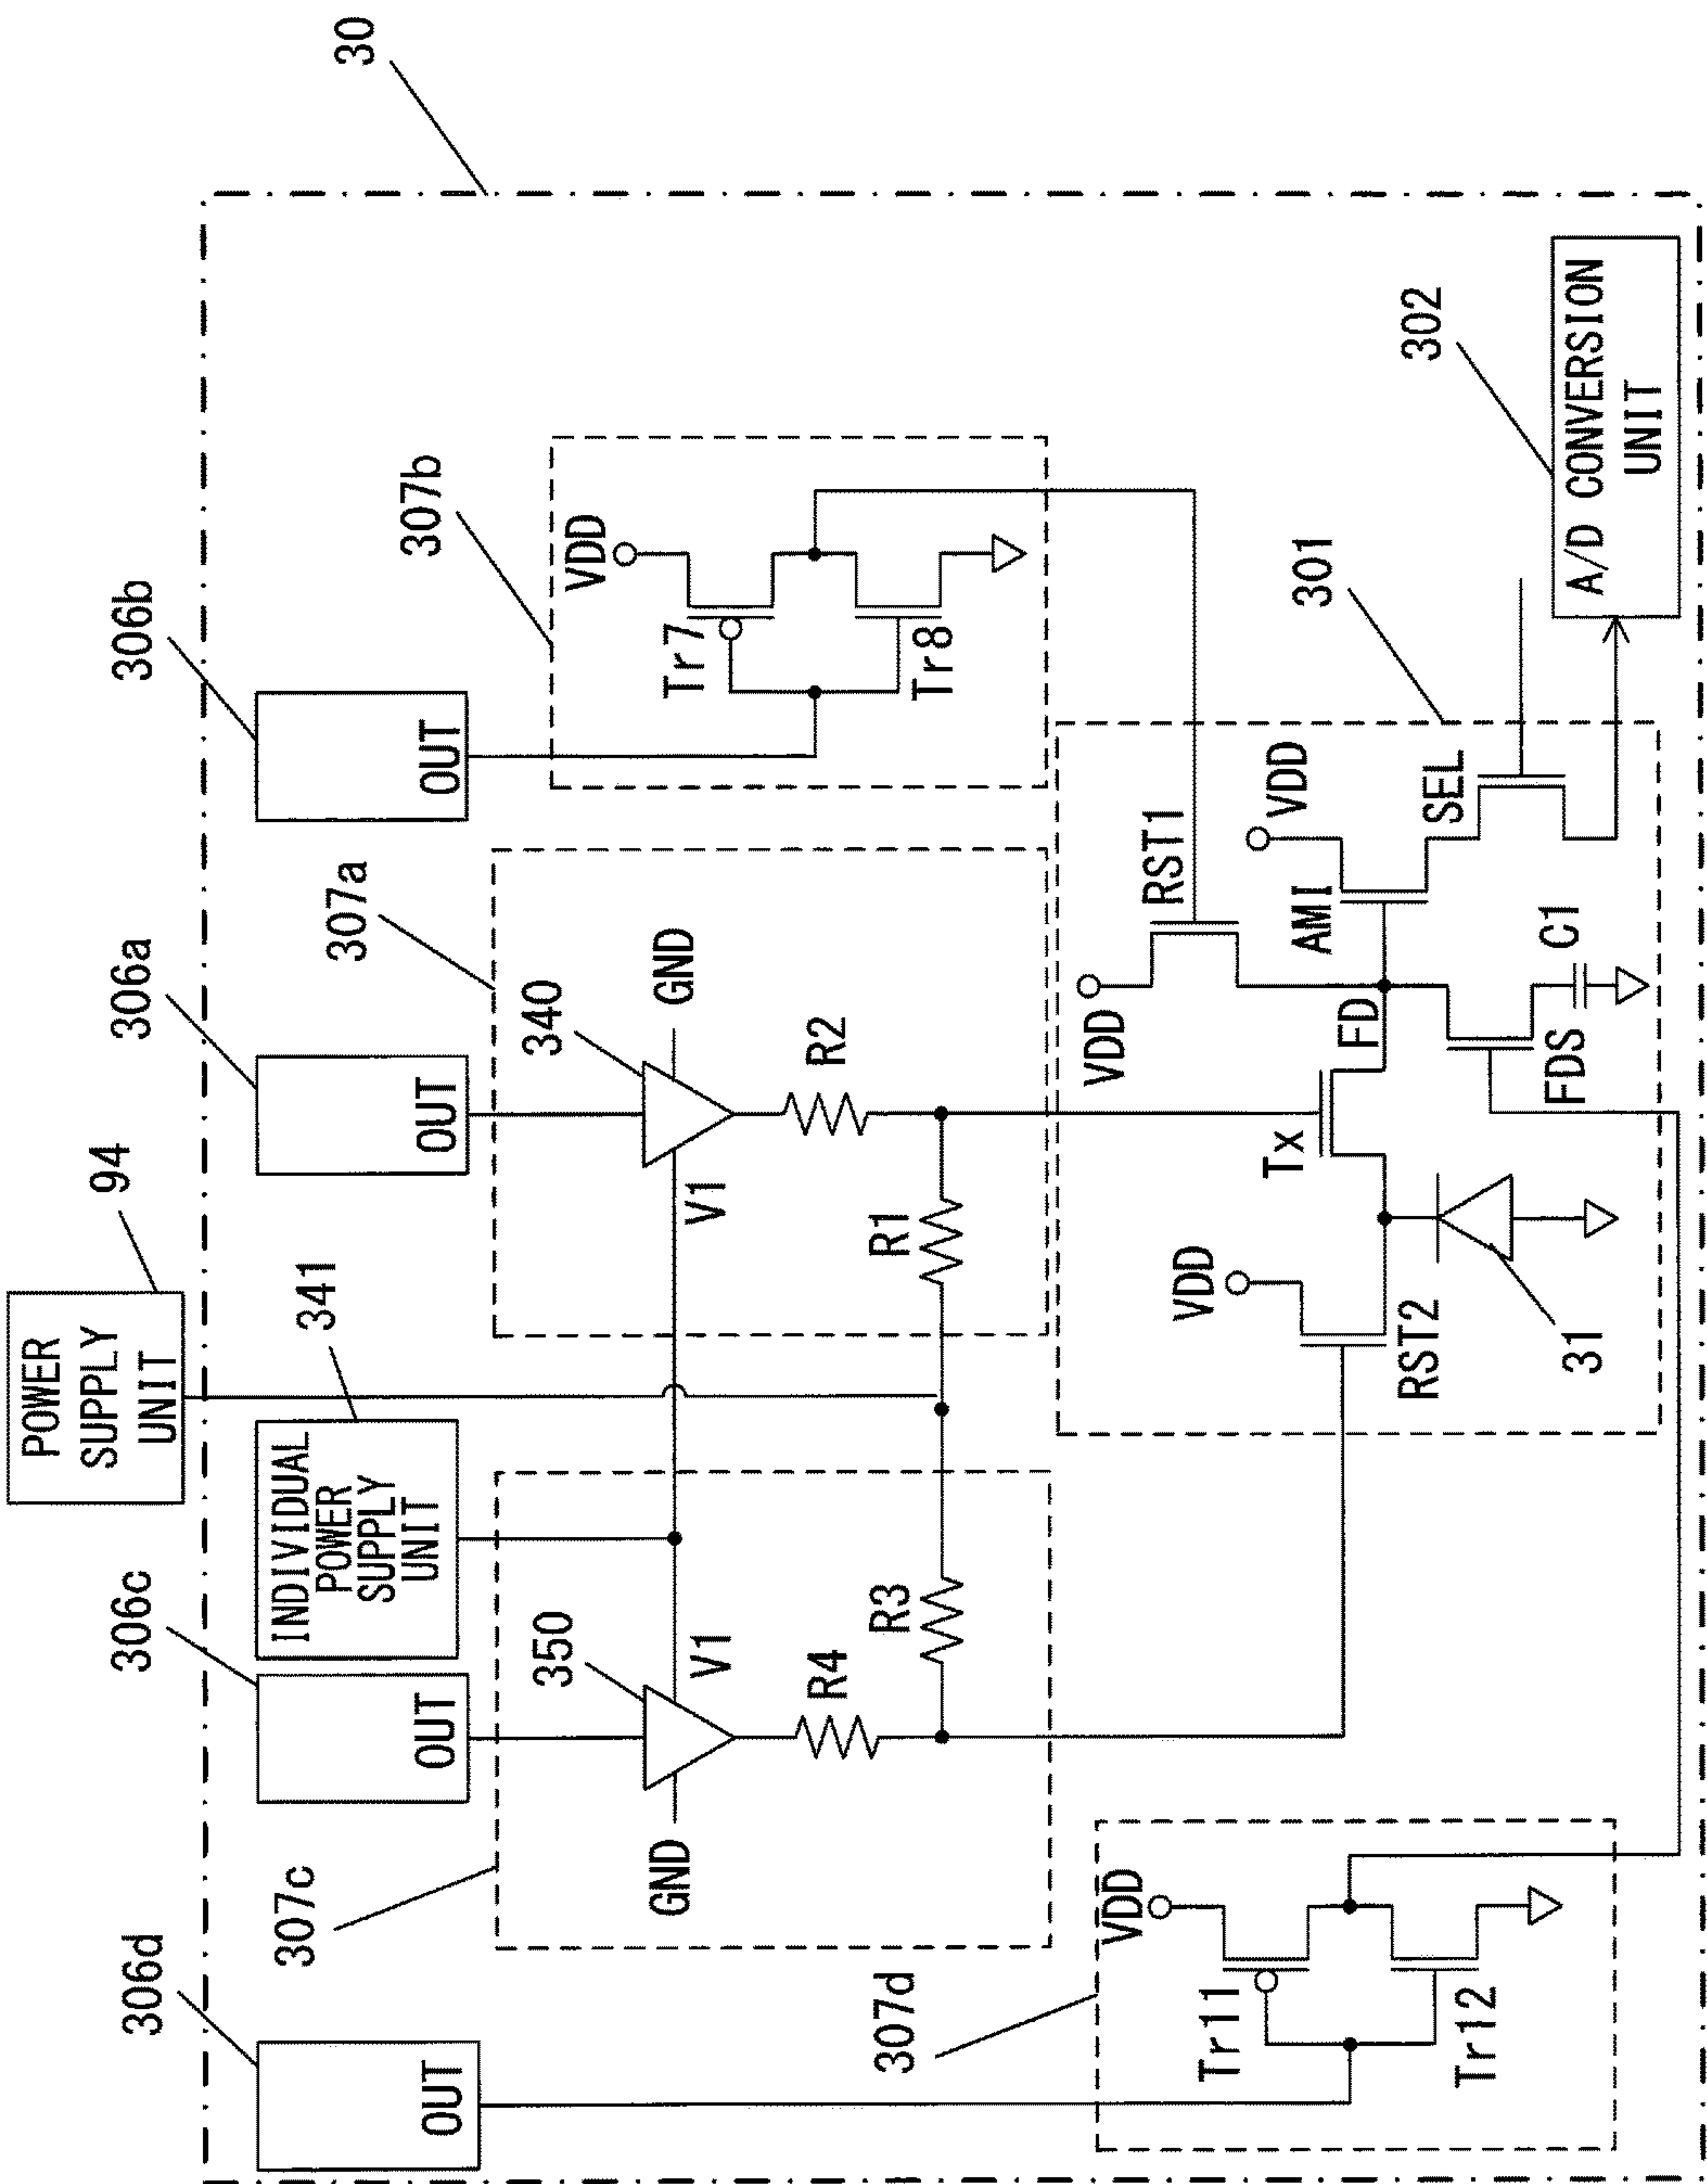 30
POWER
SUPPLY
UNIT
94
306d
306c
341
306a
306b
OUT
OUT
INDIVIDUAL
POWER
SUPPLY
UNIT
OUT
OUT
307c
350
GND
V1
R4
R3
307a
340
V1
GND
R2
R1
307b
VDD
Tr7
Tr8
307d
VDD
Tr11
Tr12
301
VDD
RST1
VDD
AMI
SEL
VDD
RST2
Tx
FD
FDS
C1
31
302
A/D CONVERSION
UNIT